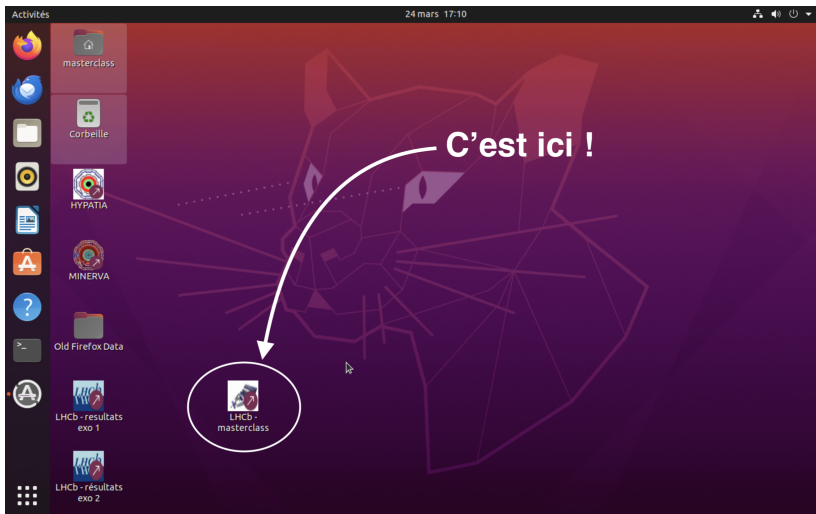 Activités
24 mars 17:10
masterclass
Corbeille
C'est ici !
HYPATIA
MINERVA
Old Firefox Data
LHCb - resultats
exo 1
LHCb -
masterclass
LHCb - résultats
exo 2